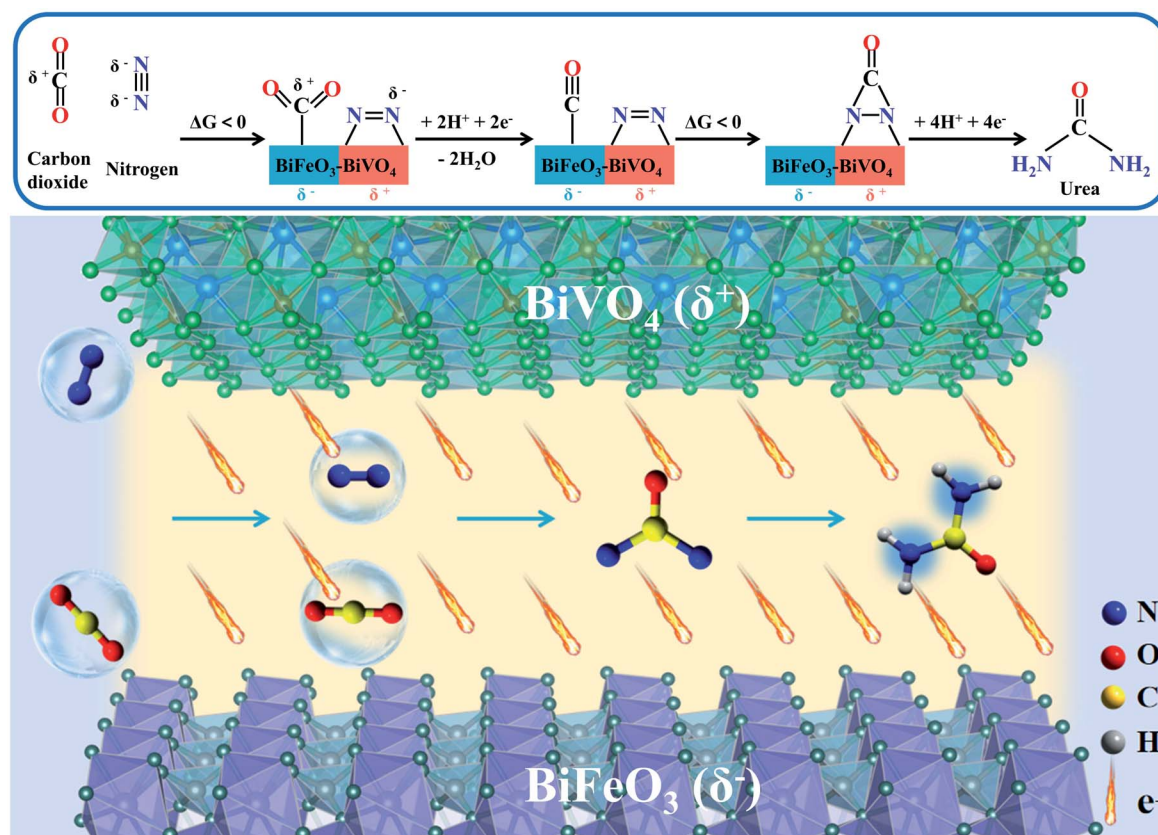 O
δ⁺ C
O
Carbon
dioxide
δ⁻ N
δ⁻ N
Nitrogen
ΔG < 0
O δ⁺ O
C
N=N δ⁻
BiFeO₃-BiVO₄
δ⁻ δ⁺
+ 2H⁺ + 2e⁻
- 2H₂O
O
C
N=N
BiFeO₃-BiVO₄
δ⁻ δ⁺
ΔG < 0
O
C
N-N
BiFeO₃-BiVO₄
δ⁻ δ⁺
+ 4H⁺ + 4e⁻
O
C
H₂N NH₂
Urea
BiVO₄ (δ⁺)
BiFeO₃ (δ⁻)
N
O
C
H
e⁻